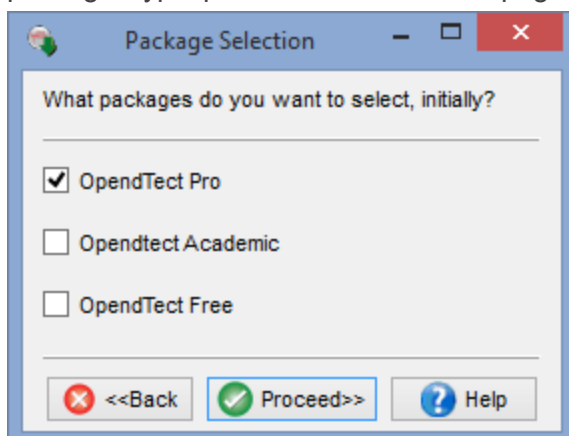 Package Selection
What packages do you want to select, initially?
OpendTect Pro
Opendtect Academic
OpendTect Free
<<Back Proceed>> Help